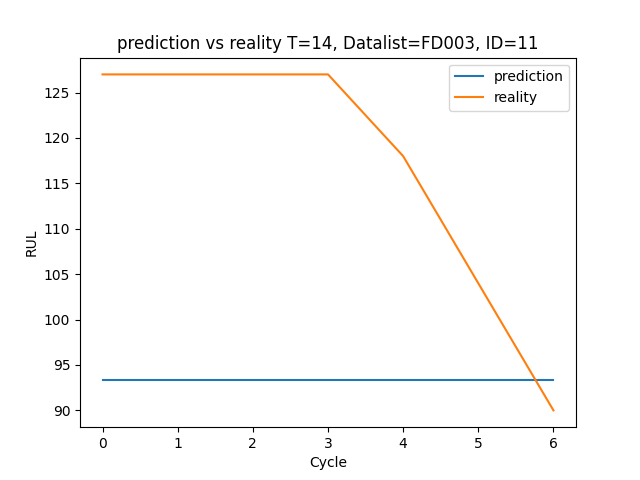 prediction vs reality T=14, Datalist=FD003, ID=11
prediction
reality
RUL
125
120
115
110
105
100
95
90
0 1 2 3 4 5 6
Cycle